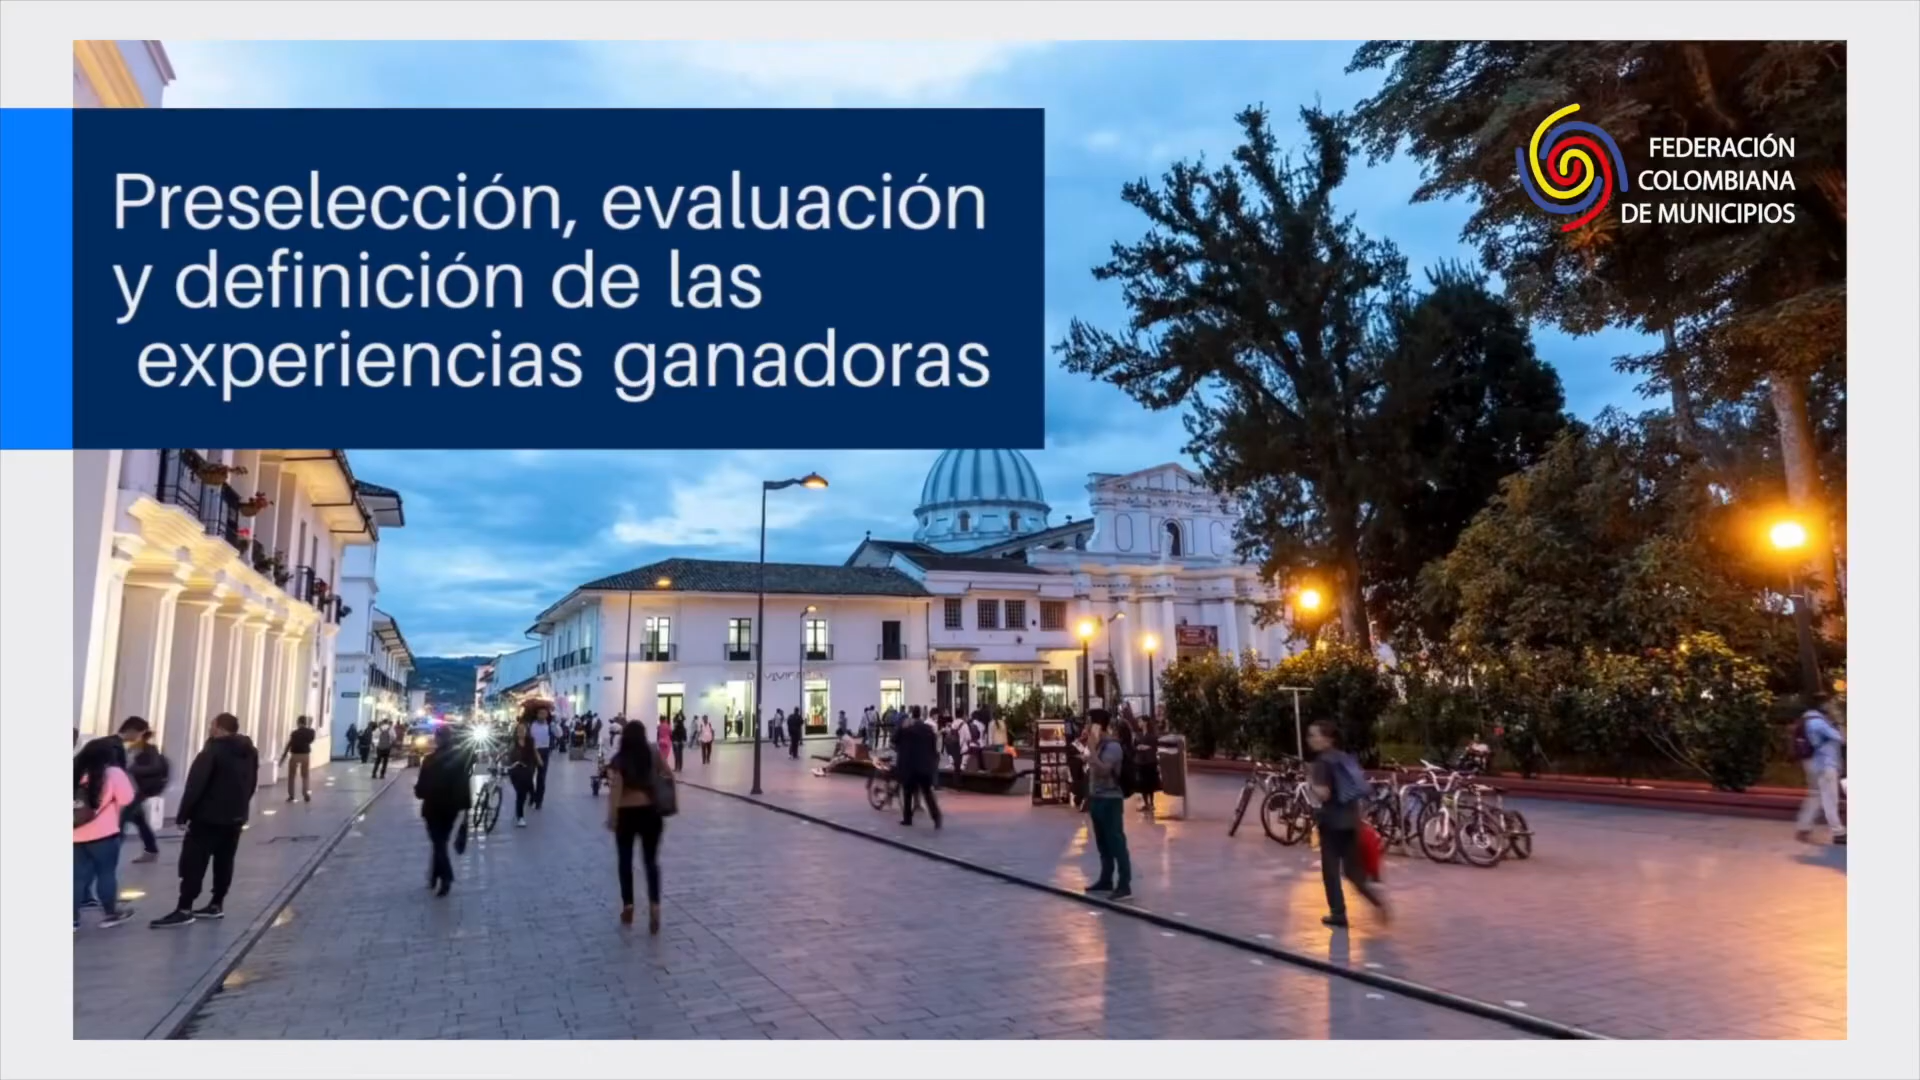 Preselección, evaluación
y definición de las
experiencias ganadoras
FEDERACIÓN
COLOMBIANA
DE MUNICIPIOS